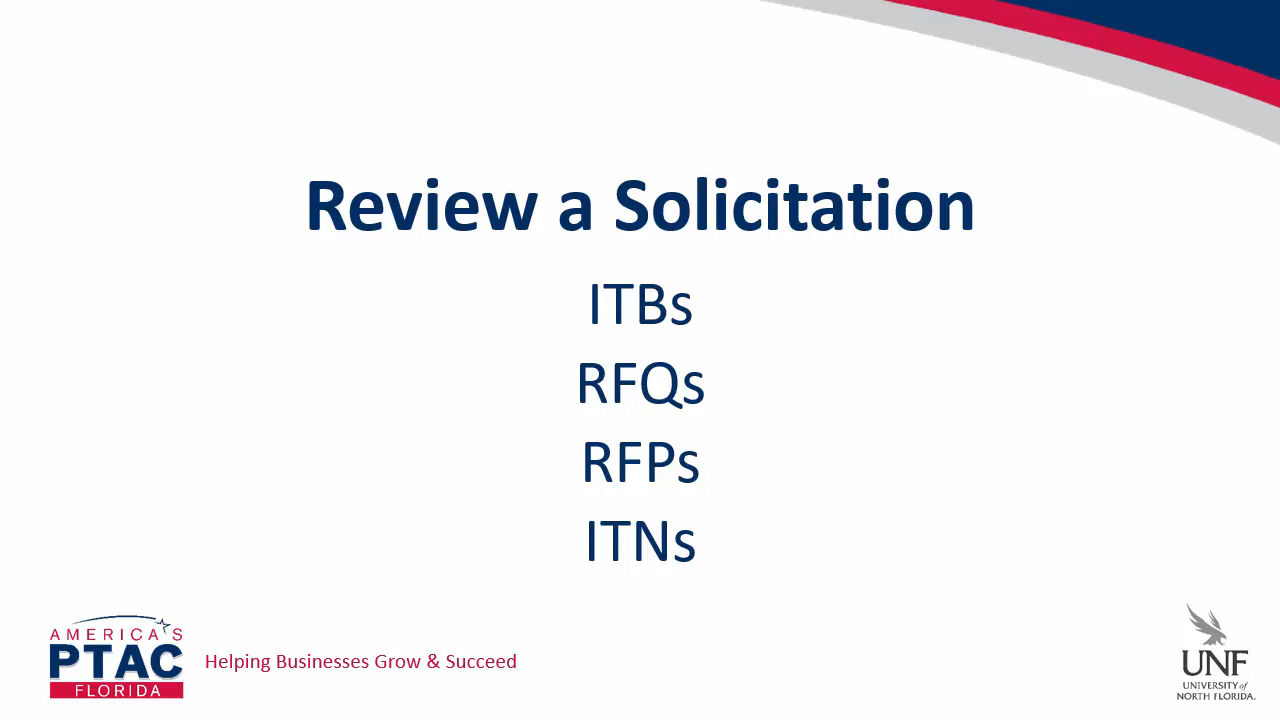 Review a Solicitation
ITBs
RFQs
RFPs
ITNs
AMERICA'S
PTAC
FLORIDA
Helping Businesses Grow & Succeed
UNF
UNIVERSITY of
NORTH FLORIDA.